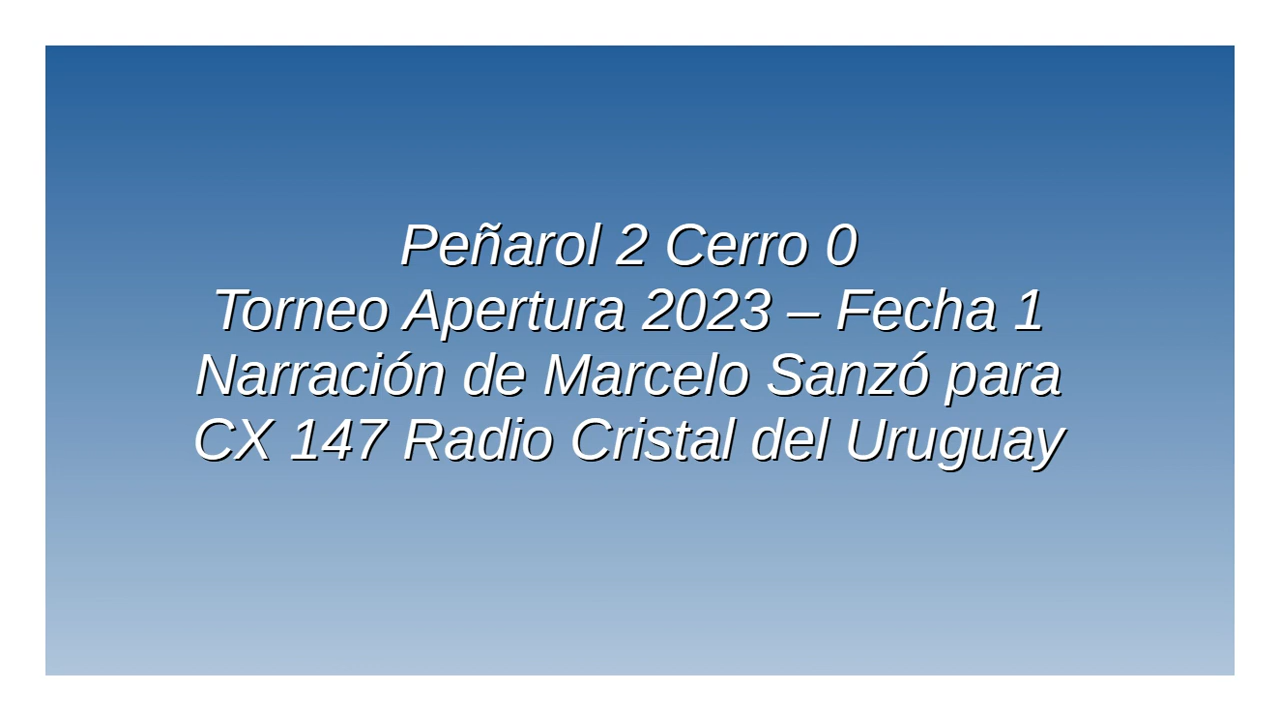 Peñarol 2 Cerro 0
Torneo Apertura 2023 – Fecha 1
Narración de Marcelo Sanzó para
CX 147 Radio Cristal del Uruguay